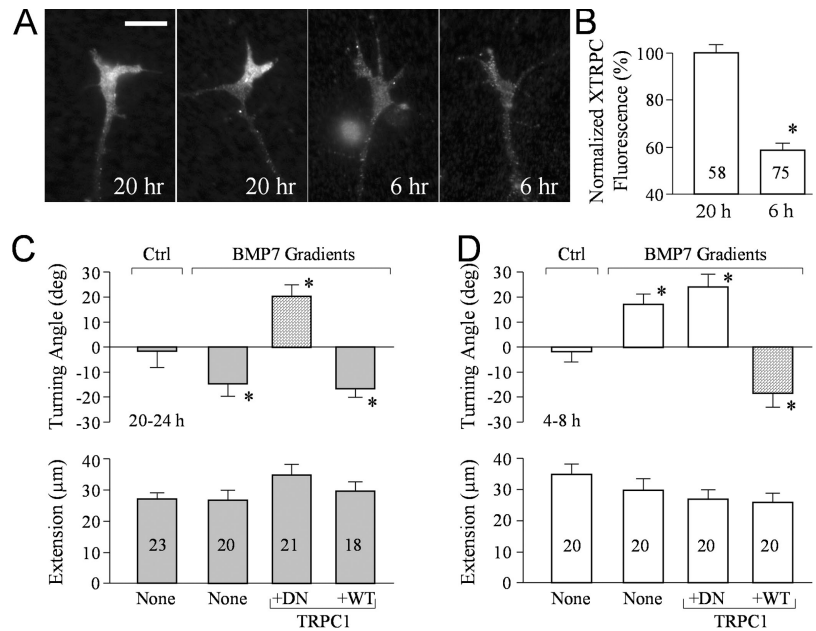 A
20 hr
20 hr
6 hr
6 hr
B
Normalized XTRPC
Fluorescence (%)
100
80
60
40
58
75
*
20 h
6 h
C
Ctrl
BMP7 Gradients
Turning Angle (deg)
30
20
10
0
-10
-20
-30
*
*
*
20-24 h
Extension (µm)
40
30
20
10
0
23
20
21
18
None
None
+DN
+WT
TRPC1
D
Ctrl
BMP7 Gradients
Turning Angle (deg)
30
20
10
0
-10
-20
-30
*
*
*
4-8 h
Extension (µm)
40
30
20
10
0
20
20
20
20
None
None
+DN
+WT
TRPC1